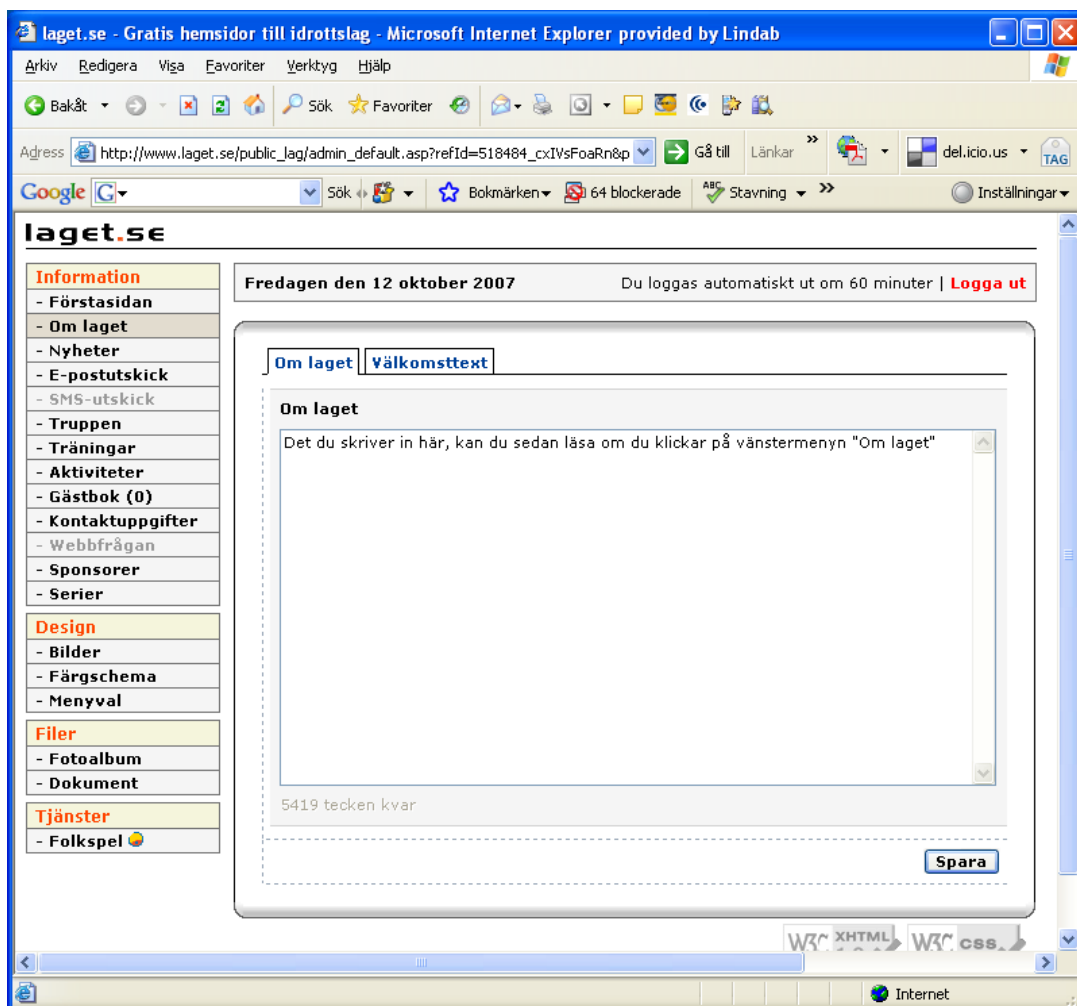 laget.se - Gratis hemsidor till idrottslag - Microsoft Internet Explorer provided by Lindab
Arkiv Redigera Visa Favoriter Verktyg Hjälp
Bakåt Sök Favoriter
Adress http://www.laget.se/public_lag/admin_default.asp?refId=518484_cxIVsFoaRn&p Gå till Länkar » del.icio.us TAG
Google G Sök Bokmärken 64 blockerade ABC Stavning » Inställningar
laget.se
Information
- Förstasidan
- Om laget
- Nyheter
- E-postutskick
- SMS-utskick
- Truppen
- Träningar
- Aktiviteter
- Gästbok (0)
- Kontaktuppgifter
- Webbfrågan
- Sponsorer
- Serier
Design
- Bilder
- Färgschema
- Menyval
Filer
- Fotoalbum
- Dokument
Tjänster
- Folkspel
Fredagen den 12 oktober 2007 Du loggas automatiskt ut om 60 minuter | Logga ut
Om laget Välkomsttext
Om laget
Det du skriver in här, kan du sedan läsa om du klickar på vänstermenyn "Om laget"
5419 tecken kvar
Spara
W3C XHTML W3C css
Internet